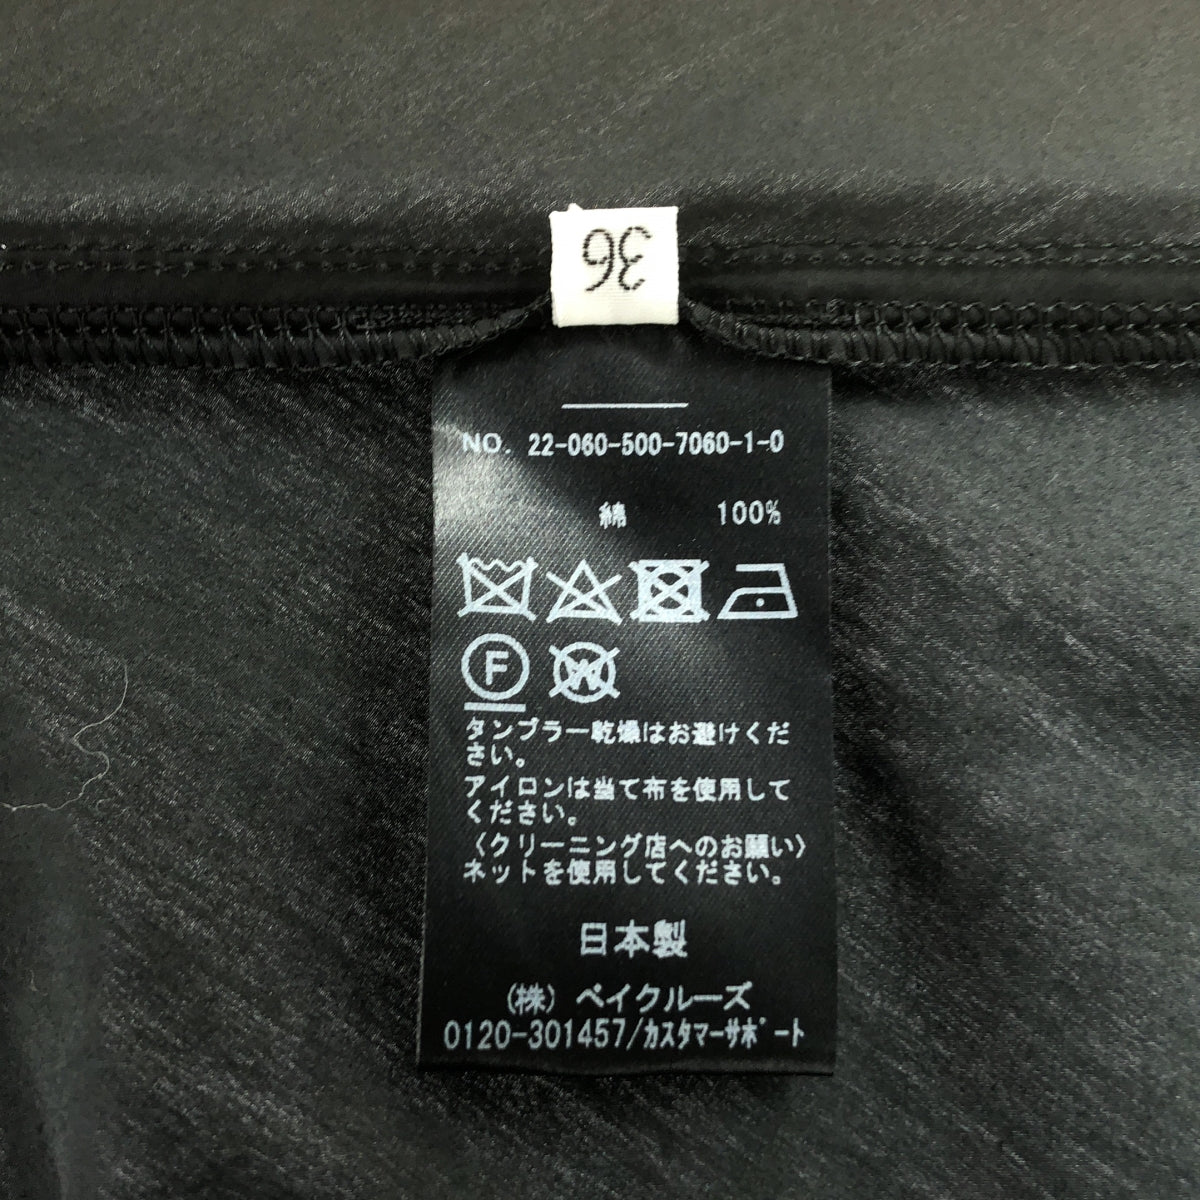 36
NO. 22-060-500-7060-1-0
綿 100%
F
W
タンブラー乾燥はお避けくだ
さい。
アイロンは当て布を使用して
ください。
〈クリーニング店へのお願い〉
ネットを使用してください。
日本製
(株) ベイクルーズ
0120-301457/ｶｽﾀﾏｰｻﾎﾟｰﾄ